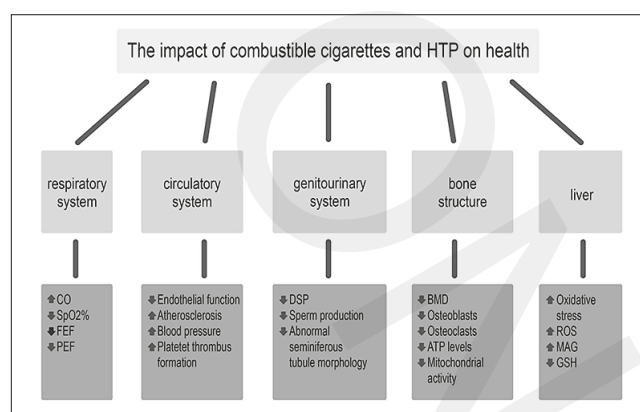 The impact of combustible cigarettes and HTP on health
respiratory
system
circulatory
system
genitourinary
system
bone
structure
liver
CO
SpO2%
FEF
PEF
Endothelial function
Atherosclerosis
Blood pressure
Platetet thrombus
formation
DSP
Sperm production
Abnormal
seminiferous
tubule morphology
BMD
Osteoblasts
Osteoclasts
ATP levels
Mitochondrial
activity
Oxidative
stress
ROS
MAG
GSH